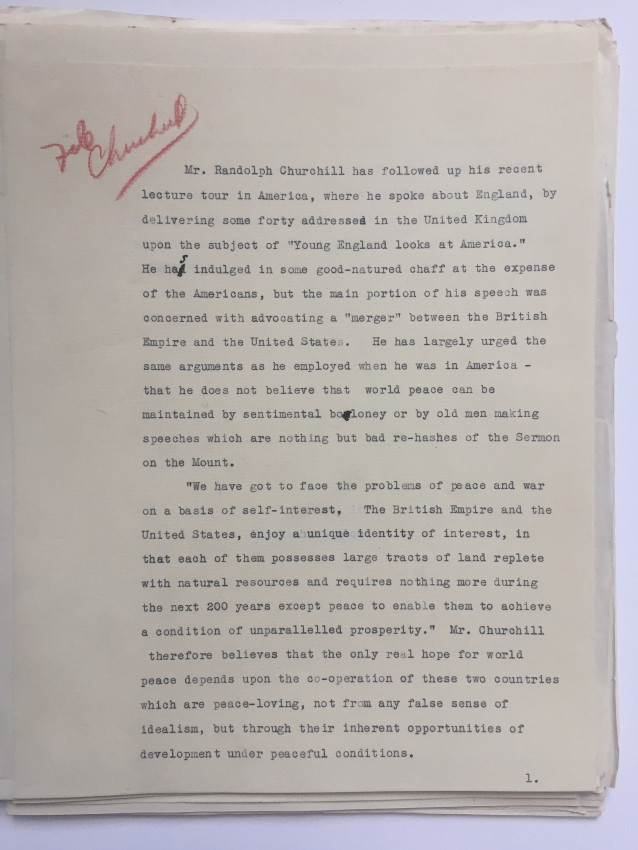 File
Churchill
Mr. Randolph Churchill has followed up his recent
lecture tour in America, where he spoke about England, by
delivering some forty addressed in the United Kingdom
upon the subject of "Young England looks at America."
He has indulged in some good-natured chaff at the expense
of the Americans, but the main portion of his speech was
concerned with advocating a "merger" between the British
Empire and the United States. He has largely urged the
same arguments as he employed when he was in America -
that he does not believe that world peace can be
maintained by sentimental boloney or by old men making
speeches which are nothing but bad re-hashes of the Sermon
on the Mount.
"We have got to face the problems of peace and war
on a basis of self-interest. The British Empire and the
United States, enjoy a unique identity of interest, in
that each of them possesses large tracts of land replete
with natural resources and requires nothing more during
the next 200 years except peace to enable them to achieve
a condition of unparallelled prosperity." Mr. Churchill
therefore believes that the only real hope for world
peace depends upon the co-operation of these two countries
which are peace-loving, not from any false sense of
idealism, but through their inherent opportunities of
development under peaceful conditions.
1.